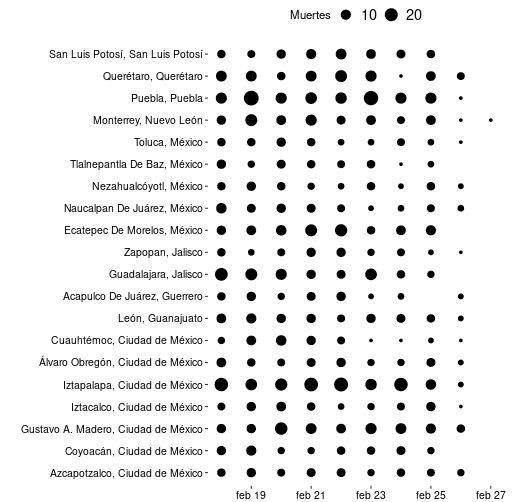 Muertes 10 20
San Luis Potosí, San Luis Potosí
Querétaro, Querétaro
Puebla, Puebla
Monterrey, Nuevo León
Toluca, México
Tlalnepantla De Baz, México
Nezahualcóyotl, México
Naucalpan De Juárez, México
Ecatepec De Morelos, México
Zapopan, Jalisco
Guadalajara, Jalisco
Acapulco De Juárez, Guerrero
León, Guanajuato
Cuauhtémoc, Ciudad de México
Álvaro Obregón, Ciudad de México
Iztapalapa, Ciudad de México
Iztacalco, Ciudad de México
Gustavo A. Madero, Ciudad de México
Coyoacán, Ciudad de México
Azcapotzalco, Ciudad de México
feb 19 feb 21 feb 23 feb 25 feb 27